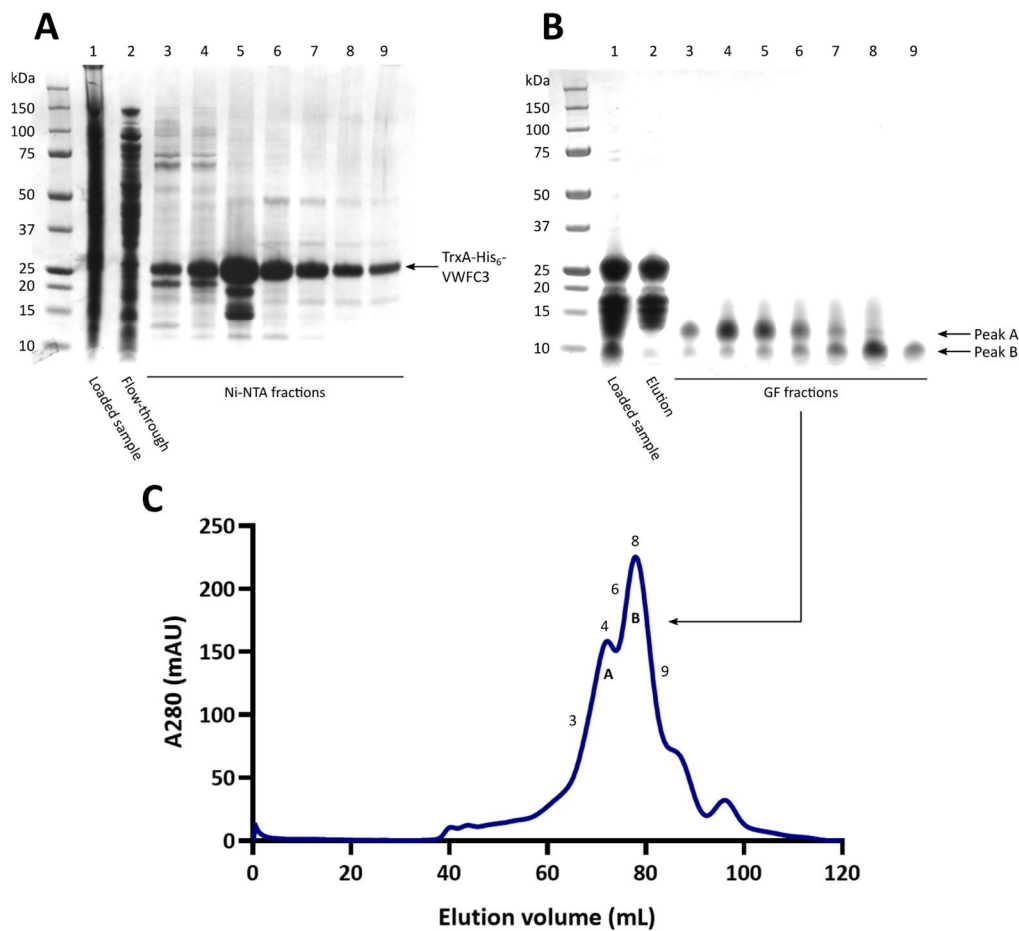 A
1 2 3 4 5 6 7 8 9
kDa
150
100
75
50
37
25
20
15
10
TrxA-His₆-
VWFC3
Loaded sample
Flow-through
Ni-NTA fractions
B
1 2 3 4 5 6 7 8 9
kDa
150
100
75
50
37
25
20
15
10
Peak A
Peak B
Loaded sample
Elution
GF fractions
C
250
200
150
100
50
0
A280 (mAU)
8
6
4
B
A
9
3
0 20 40 60 80 100 120
Elution volume (mL)